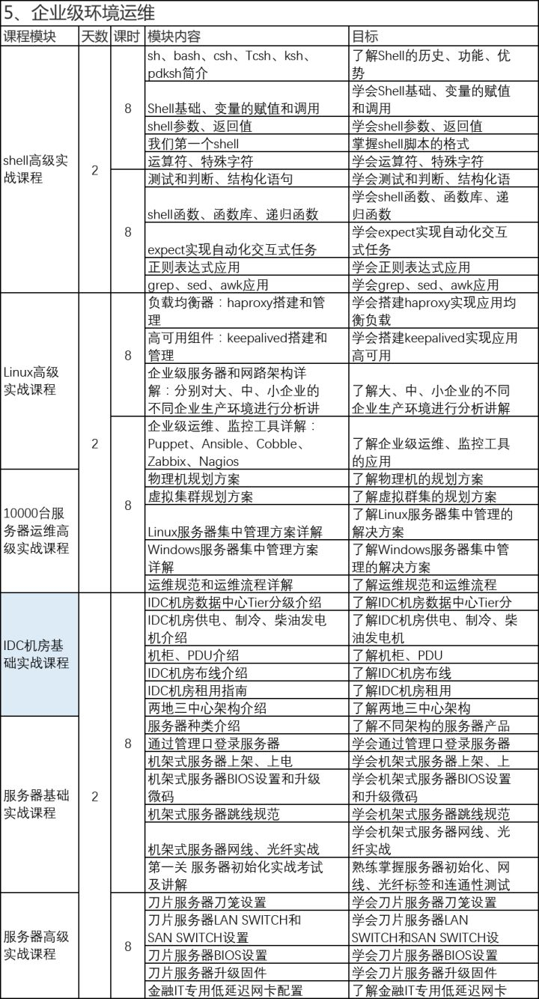 5、企业级环境运维
课程模块 天数 课时 模块内容 目标
shell高级实
战课程
2
8
sh、bash、csh、Tcsh、ksh、
pdksh简介
了解Shell的历史、功能、优
势
Shell基础、变量的赋值和调用
学会Shell基础、变量的赋值
和调用
shell参数、返回值
学会shell参数、返回值
我们第一个shell
掌握shell脚本的格式
运算符、特殊字符
学会运算符、特殊字符
8
测试和判断、结构化语句
学会测试和判断、结构化语
shell函数、函数库、递归函数
学会shell函数、函数库、递
归函数
expect实现自动化交互式任务
学会expect实现自动化交互
式任务
正则表达式应用
学会正则表达式应用
grep、sed、awk应用
学会grep、sed、awk应用
Linux高级
实战课程
2
8
负载均衡器：haproxy搭建和管
理
学会搭建haproxy实现应用均
衡负载
高可用组件：keepalived搭建和
管理
学会搭建keepalived实现应用
高可用
企业级服务器和网路架构详
解：分别对大、中、小企业的
不同企业生产环境进行分析讲
了解大、中、小企业的不同
企业生产环境进行分析讲解
8
企业级运维、监控工具详解：
Puppet、Ansible、Cobble、
Zabbix、Nagios
了解企业级运维、监控工具
的应用
10000台服
务器运维高
级实战课程
物理机规划方案
了解物理机的规划方案
虚拟集群规划方案
了解虚拟群集的规划方案
Linux服务器集中管理方案详解
了解Linux服务器集中管理的
解决方案
Windows服务器集中管理方案
详解
了解Windows服务器集中管
理的解决方案
运维规范和运维流程详解
了解运维规范和运维流程
IDC机房基
础实战课程
2
8
IDC机房数据中心Tier分级介绍
了解IDC机房数据中心Tier分
IDC机房供电、制冷、柴油发电
机介绍
了解IDC机房供电、制冷、柴
油发电机
机柜、PDU介绍
了解机柜、PDU
IDC机房布线介绍
了解IDC机房布线
IDC机房租用指南
了解IDC机房租用
两地三中心架构介绍
了解两地三中心架构
服务器基础
实战课程
服务器种类介绍
了解不同架构的服务器产品
通过管理口登录服务器
学会通过管理口登录服务器
机架式服务器上架、上电
学会机架式服务器上架、上
机架式服务器BIOS设置和升级
微码
学会机架式服务器BIOS设置
和升级微码
机架式服务器跳线规范
学会机架式服务器跳线规范
机架式服务器网线、光纤实战
学会机架式服务器网线、光
纤实战
第一关 服务器初始化实战考试
及讲解
熟练掌握服务器初始化、网
线、光纤标签和连通性测试
服务器高级
实战课程
8
刀片服务器刀笼设置
学会刀片服务器刀笼设置
刀片服务器LAN SWITCH和
SAN SWITCH设置
学会刀片服务器LAN
SWITCH和SAN SWITCH设
刀片服务器BIOS设置
学会刀片服务器BIOS设置
刀片服务器升级固件
学会刀片服务器升级固件
金融IT专用低延迟网卡配置
了解金融IT专用低延迟网卡